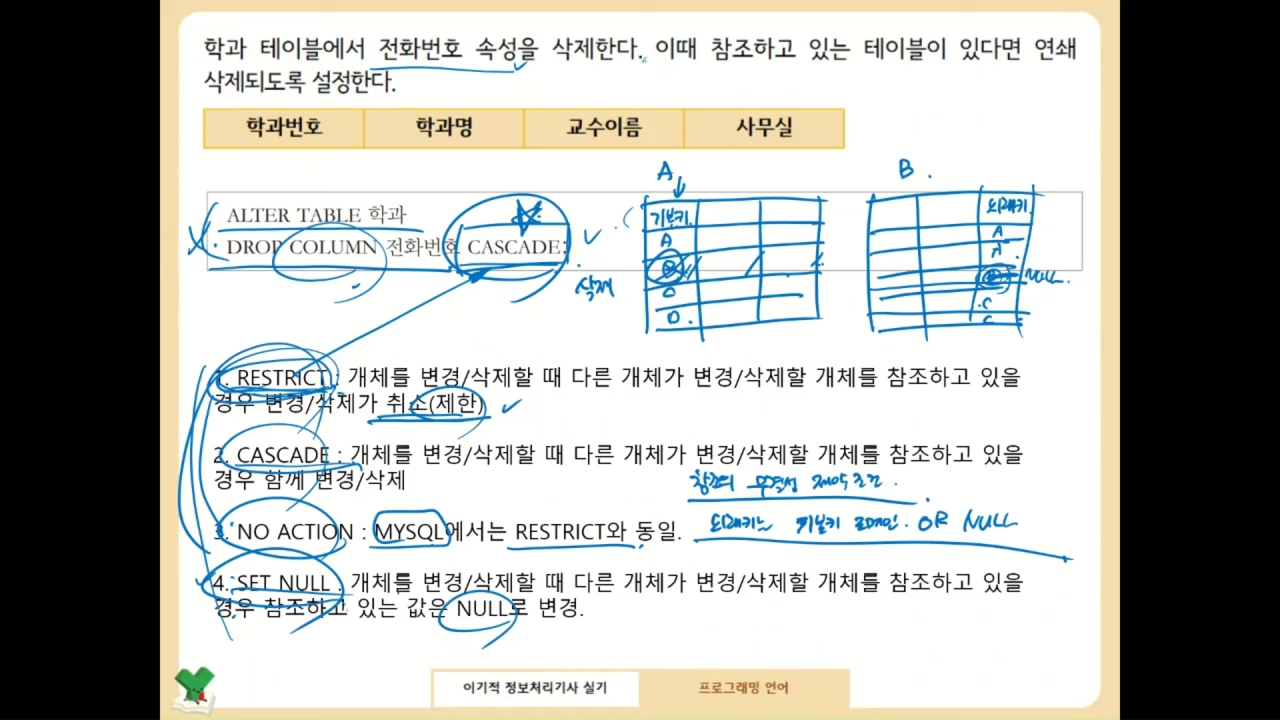 학과 테이블에서 전화번호 속성을 삭제한다. 이때 참조하고 있는 테이블이 있다면 연쇄
삭제되도록 설정한다.
학과번호 학과명 교수이름 사무실
A B
ALTER TABLE 학과
DROP COLUMN 전화번호 CASCADE;
기본키
A
B
C
D
삭제
외래키
A
A
B
NULL
C
C
1. RESTRICT : 개체를 변경/삭제할 때 다른 개체가 변경/삭제할 개체를 참조하고 있을
경우 변경/삭제가 취소(제한)
2. CASCADE : 개체를 변경/삭제할 때 다른 개체가 변경/삭제할 개체를 참조하고 있을
경우 함께 변경/삭제
참조의 무결성 제약조건
3. NO ACTION : MYSQL에서는 RESTRICT와 동일.
외래키는 기본키 도메인. OR NULL
4. SET NULL : 개체를 변경/삭제할 때 다른 개체가 변경/삭제할 개체를 참조하고 있을
경우 참조하고 있는 값은 NULL로 변경.
이기적 정보처리기사 실기 프로그래밍 언어